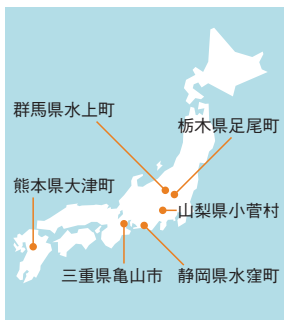 群馬県水上町
栃木県足尾町
熊本県大津町
山梨県小菅村
三重県亀山市
静岡県水窪町